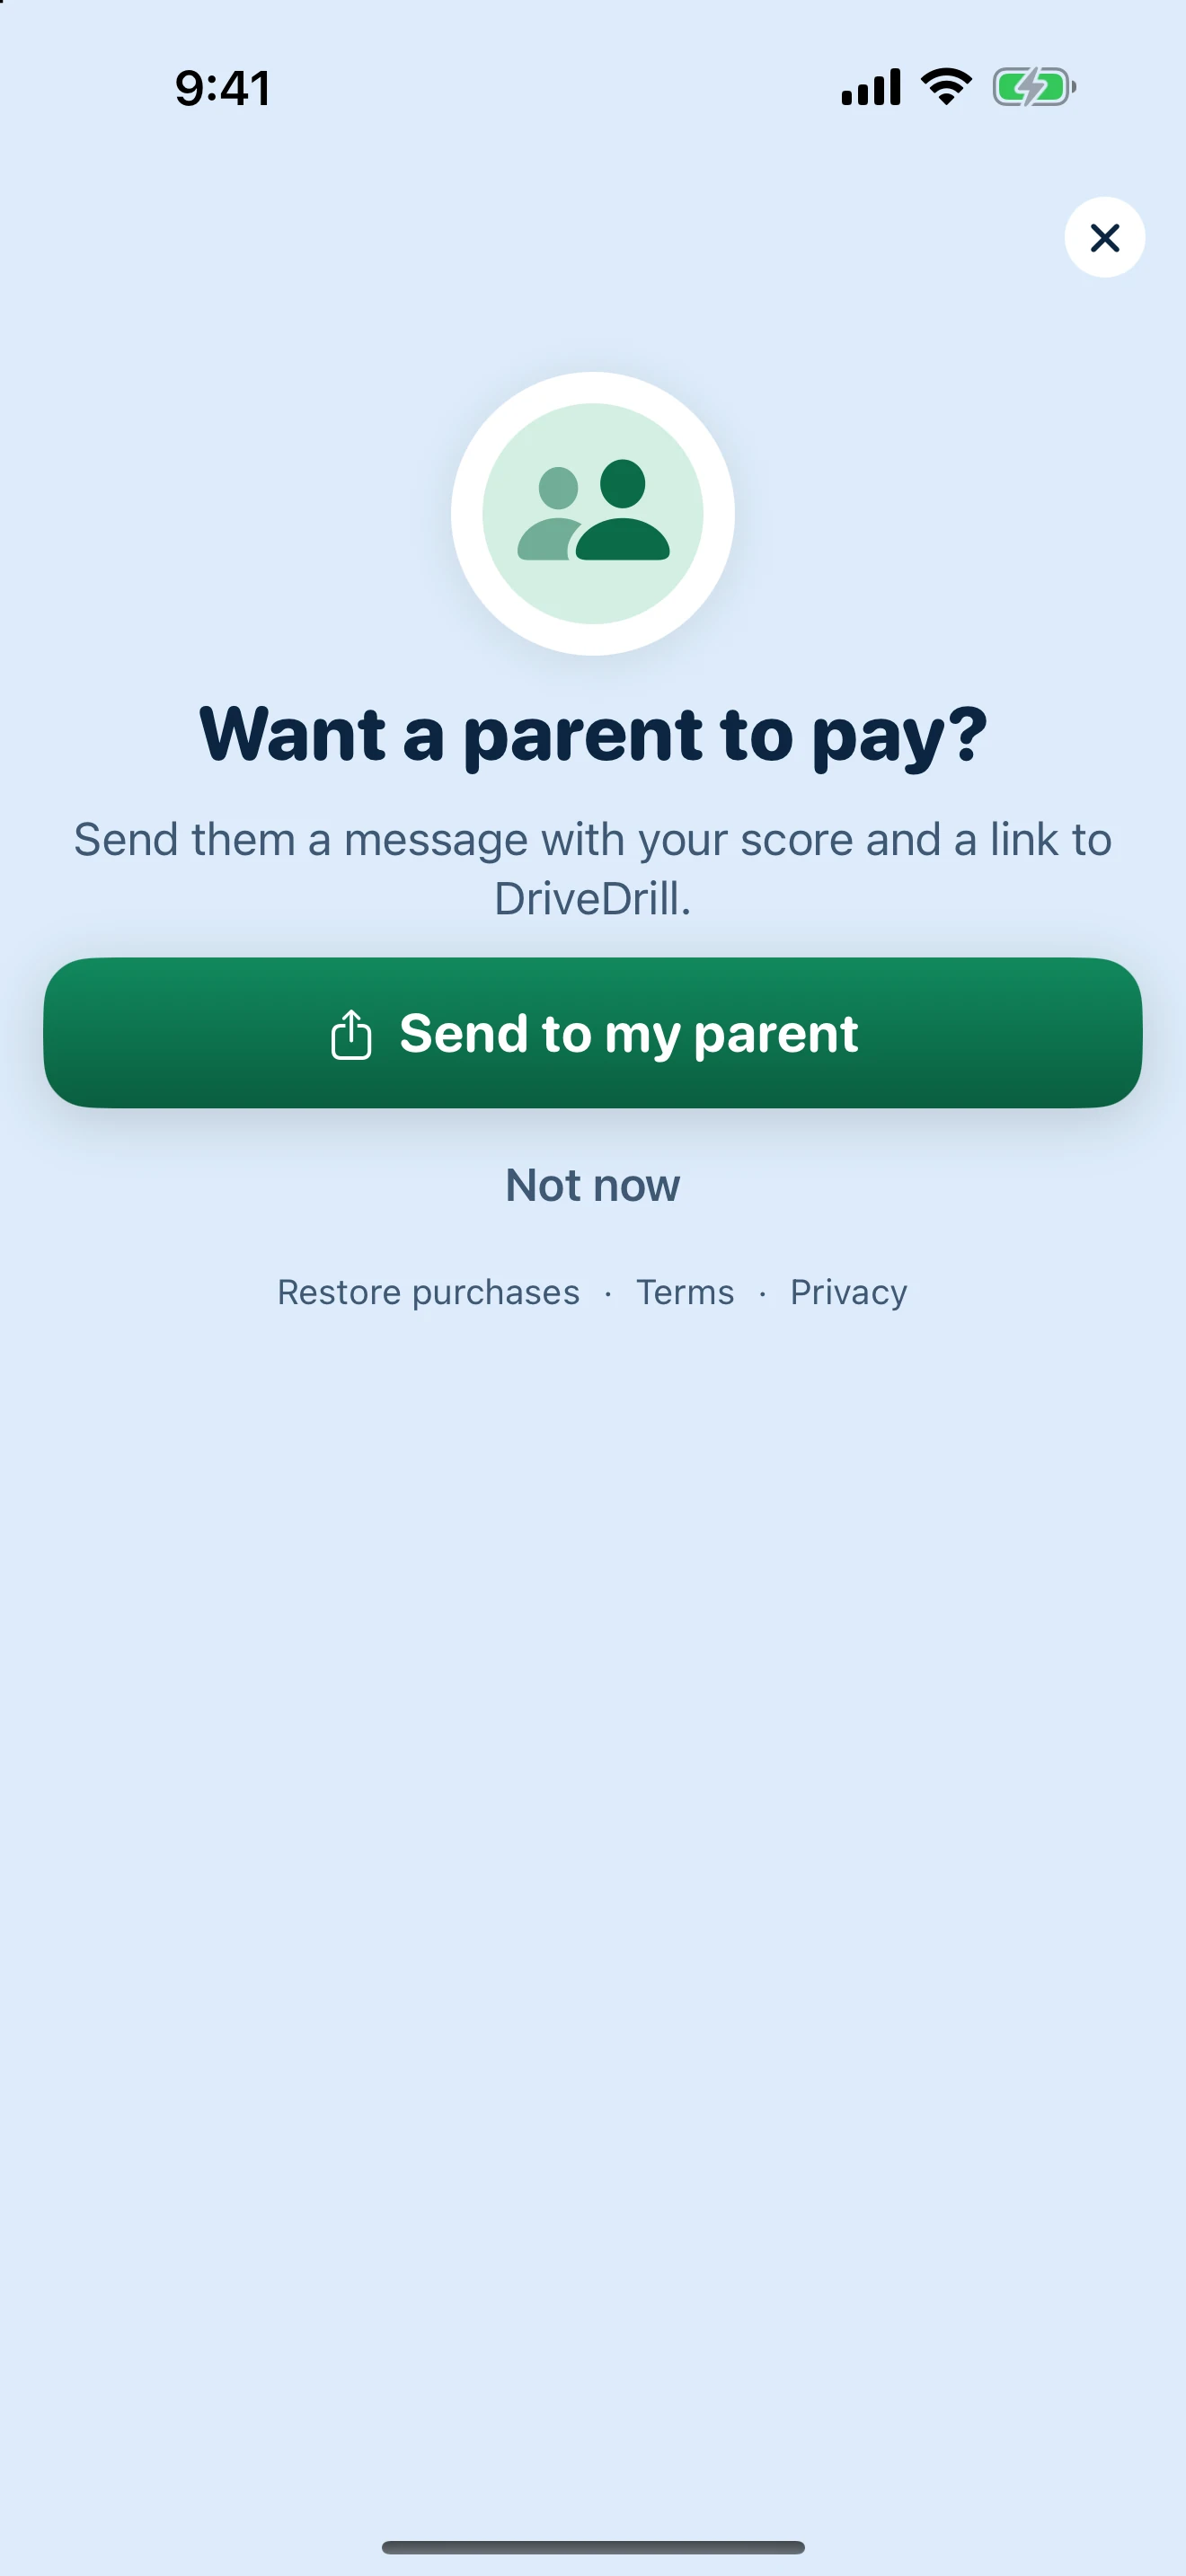 9:41
Want a parent to pay?
Send them a message with your score and a link to
DriveDrill.
Send to my parent
Not now
Restore purchases · Terms · Privacy